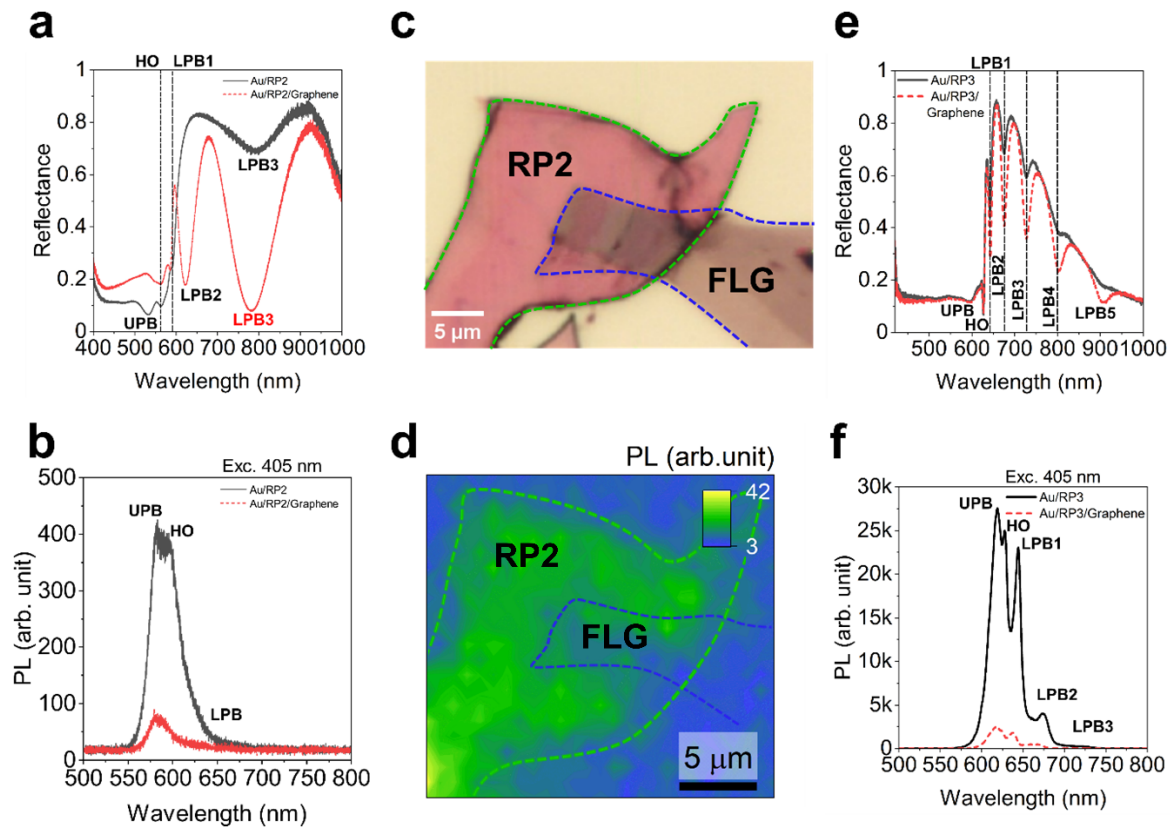 a
HO
LPB1
Au/RP2
Au/RP2/Graphene
1
0.8
0.6
0.4
0.2
0
Reflectance
UPB
LPB2
LPB3
LPB3
400 500 600 700 800 900 1000
Wavelength (nm)
b
Exc. 405 nm
Au/RP2
Au/RP2/Graphene
500
400
300
200
100
0
PL (arb. unit)
UPB
HO
LPB
500 550 600 650 700 750 800
Wavelength (nm)
c
RP2
FLG
5 µm
d
PL (arb.unit)
42
3
RP2
FLG
5 µm
e
LPB1
Au/RP3
Au/RP3/
Graphene
1
0.8
0.6
0.4
0.2
0
Reflectance
UPB
HO
LPB2
LPB3
LPB4
LPB5
500 600 700 800 900 1000
Wavelength (nm)
f
Exc. 405 nm
Au/RP3
Au/RP3/Graphene
30k
25k
20k
15k
10k
5k
0
PL (arb. unit)
UPB
HO
LPB1
LPB2
LPB3
500 550 600 650 700 750 800
Wavelength (nm)